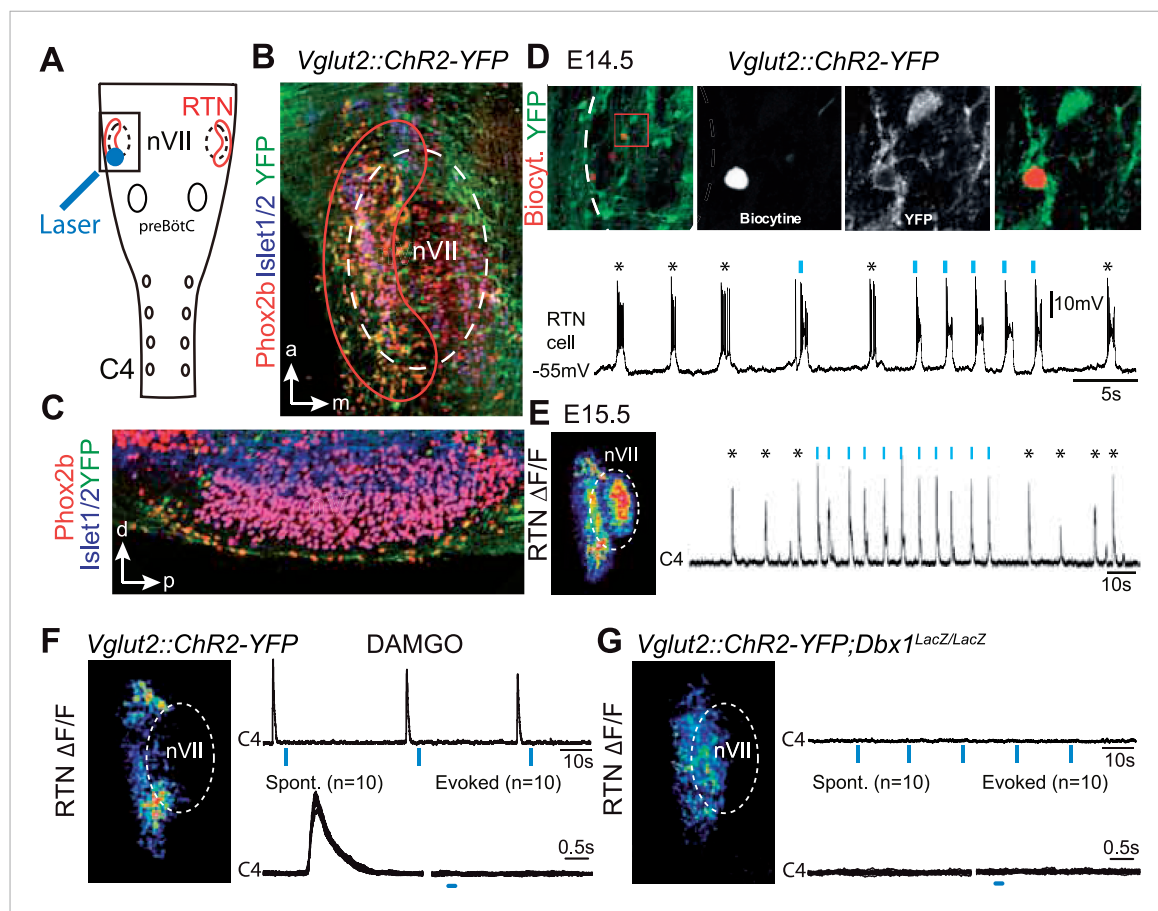 A
RTN
nVII
Laser
preBötC
C4
B
Vglut2::ChR2-YFP
Phox2b Islet1/2 YFP
nVII
a
m
C
Phox2b
Islet1/2 YFP
d
p
D E14.5 Vglut2::ChR2-YFP
Biocyt. YFP
Biocytine
YFP
* * * * *
10mV
RTN
cell
-55mV
5s
E E15.5
RTN ΔF/F
nVII
* * * * * * *
C4
10s
F Vglut2::ChR2-YFP DAMGO
RTN ΔF/F
nVII
C4
10s
Spont. (n=10) Evoked (n=10)
0.5s
C4
G Vglut2::ChR2-YFP;Dbx1LacZ/LacZ
RTN ΔF/F
nVII
C4
10s
Spont. (n=10) Evoked (n=10)
0.5s
C4